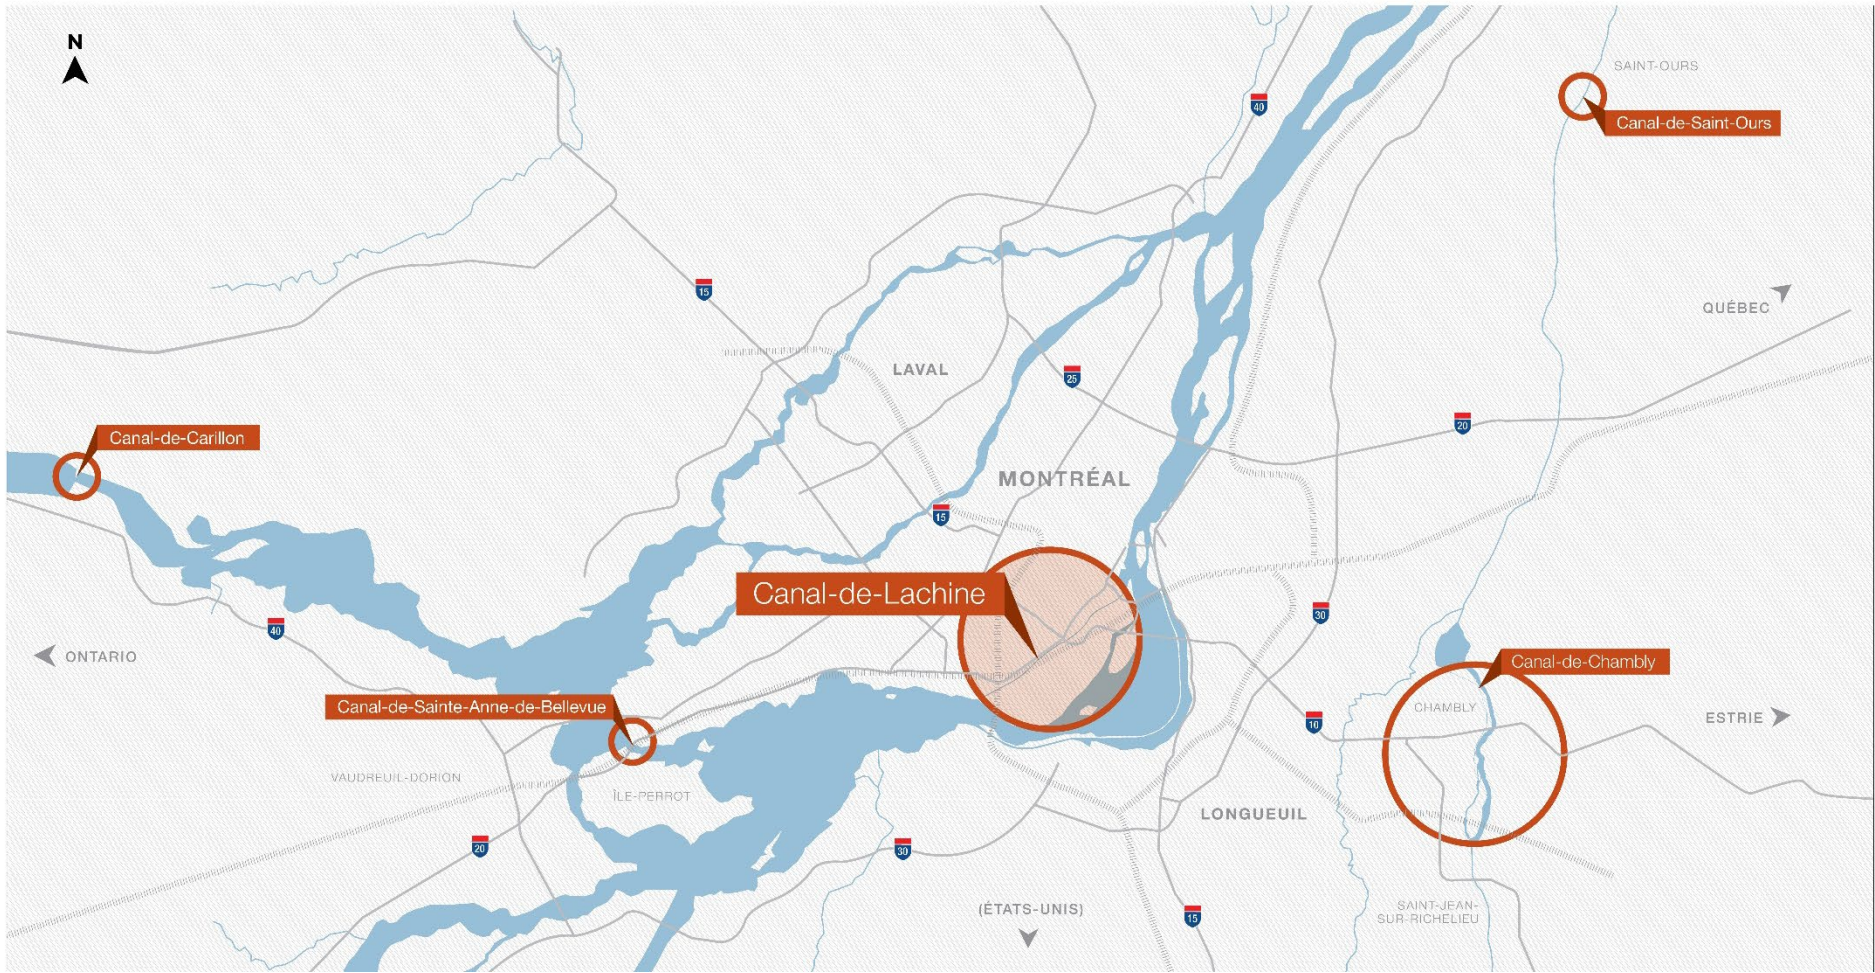 N
SAINT-OURS
40
Canal-de-Saint-Ours
15
QUÉBEC
LAVAL
25
20
Canal-de-Carillon
MONTRÉAL
15
Canal-de-Lachine
30
40
ONTARIO
Canal-de-Chambly
Canal-de-Sainte-Anne-de-Bellevue
CHAMBLY
10
ESTRIE
VAUDREUIL-DORION
ÎLE-PERROT
LONGUEUIL
20
30
(ÉTATS-UNIS)
15
SAINT-JEAN-
SUR-RICHELIEU